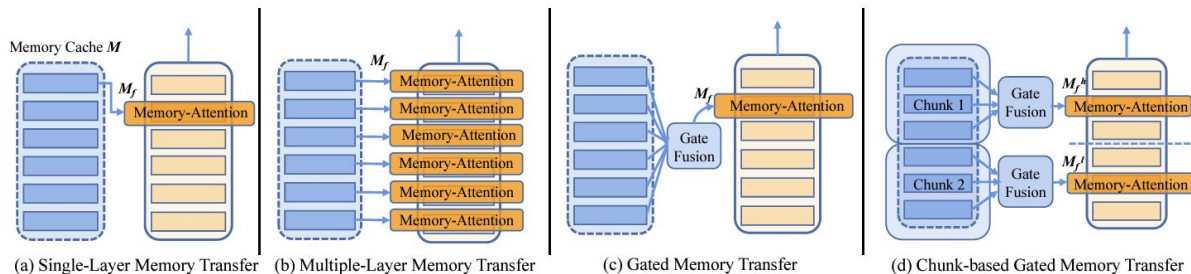 Memory Cache M
M_f
Memory-Attention
(a) Single-Layer Memory Transfer
M_f
Memory-Attention
Memory-Attention
Memory-Attention
Memory-Attention
Memory-Attention
Memory-Attention
(b) Multiple-Layer Memory Transfer
M_f
Memory-Attention
Gate
Fusion
(c) Gated Memory Transfer
Chunk 1
Gate
Fusion
M_f^h
Memory-Attention
Chunk 2
Gate
Fusion
M_f^l
Memory-Attention
(d) Chunk-based Gated Memory Transfer